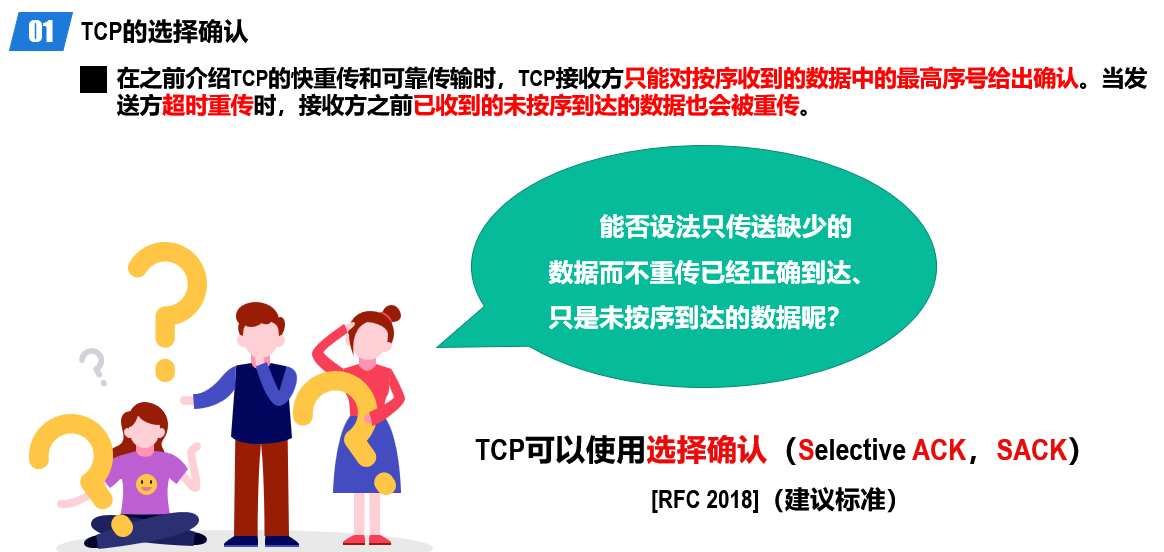 01 TCP的选择确认
在之前介绍TCP的快重传和可靠传输时，TCP接收方只能对按序收到的数据中的最高序号给出确认。当发
送方超时重传时，接收方之前已收到的未按序到达的数据也会被重传。
能否设法只传送缺少的
数据而不重传已经正确到达、
只是未按序到达的数据呢？
TCP可以使用选择确认（Selective ACK，SACK）
[RFC 2018]（建议标准）